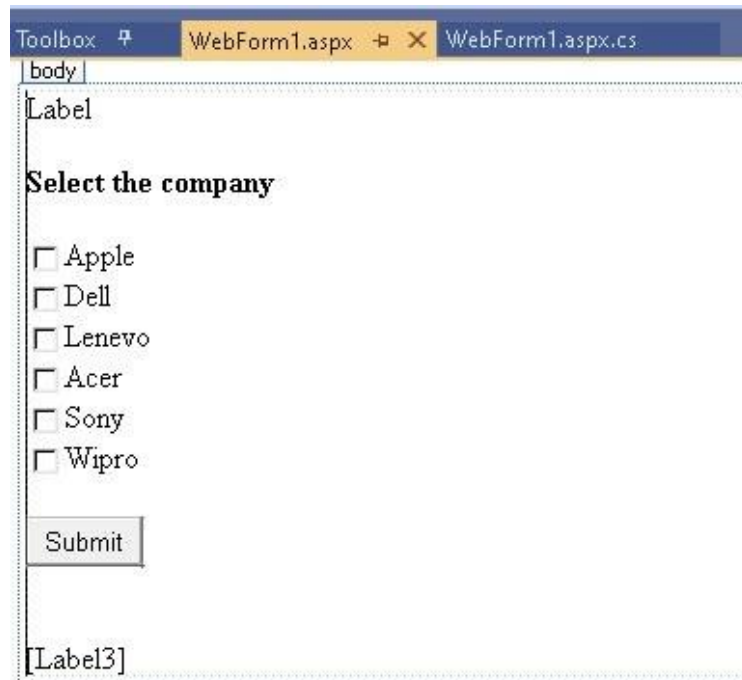 Toolbox WebForm1.aspx WebForm1.aspx.cs
body
Label
Select the company
Apple
Dell
Lenevo
Acer
Sony
Wipro
Submit
[Label3]